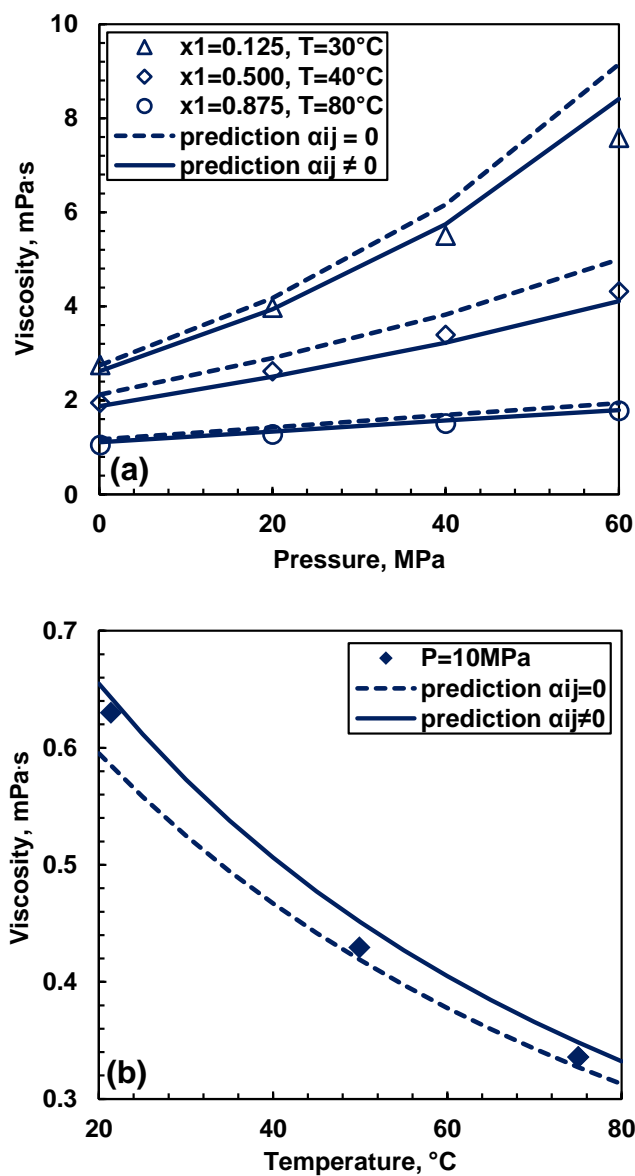 10
8
6
4
2
0
Viscosity, mPa·s
x1=0.125, T=30°C
x1=0.500, T=40°C
x1=0.875, T=80°C
prediction αij = 0
prediction αij ≠ 0
(a)
0 20 40 60
Pressure, MPa
0.7
0.6
0.5
0.4
0.3
Viscosity, mPa·s
P=10MPa
prediction αij=0
prediction αij≠0
(b)
20 40 60 80
Temperature, °C